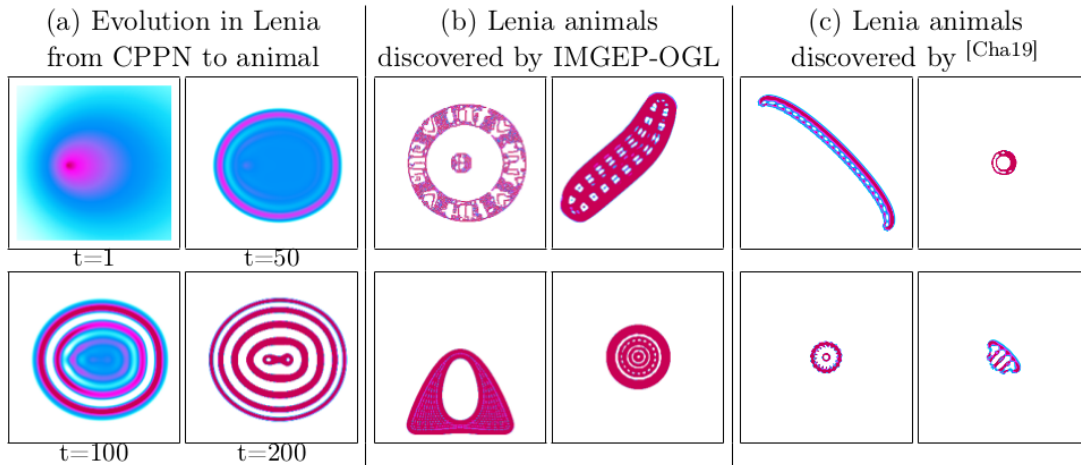 (a) Evolution in Lenia
from CPPN to animal
t=1
t=50
t=100
t=200
(b) Lenia animals
discovered by IMGEP-OGL
(c) Lenia animals
discovered by [Cha19]